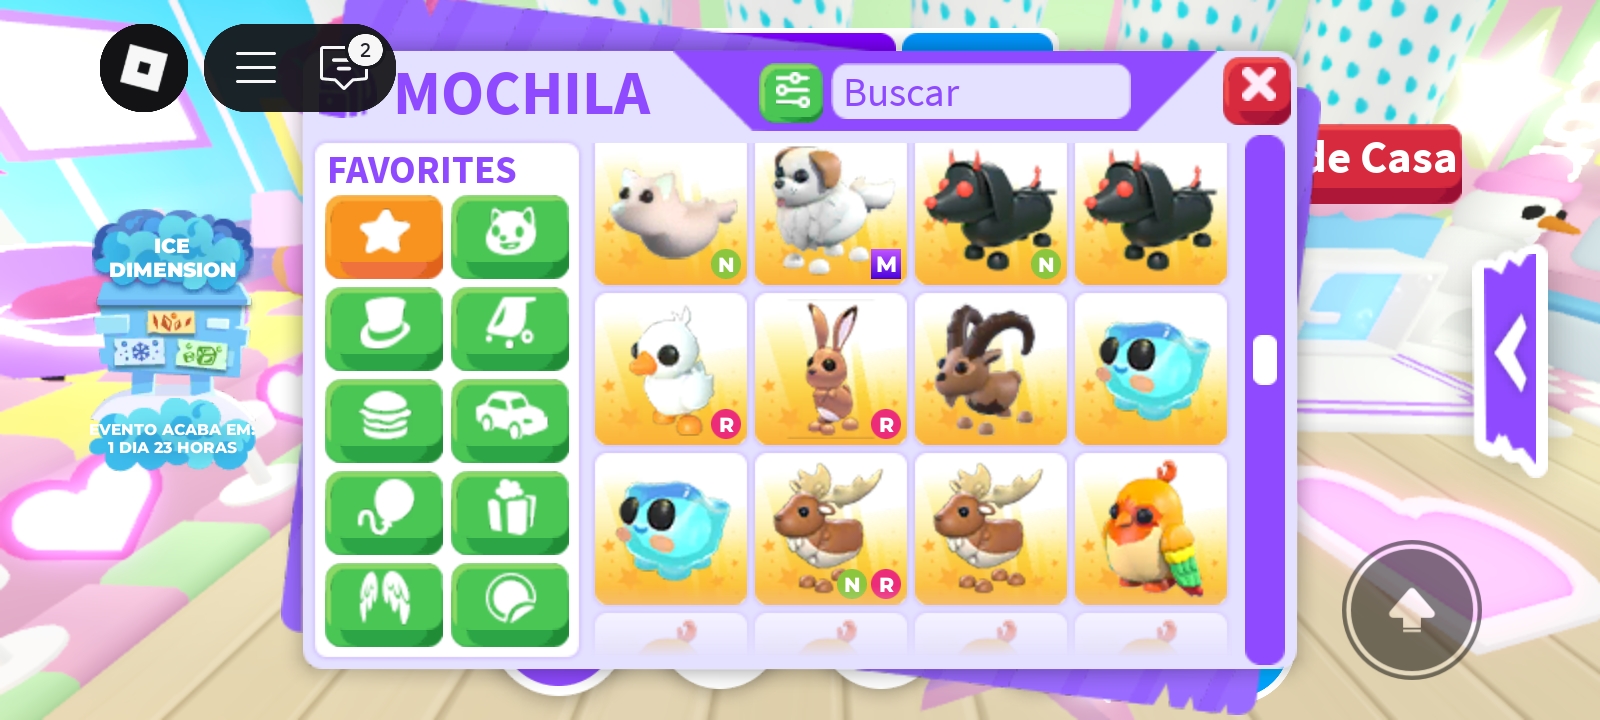 2
MOCHILA
Buscar
de Casa
FAVORITES
N
M
N
ICE
DIMENSION
R
R
EVENTO ACABA EM:
1 DIA 23 HORAS
N R